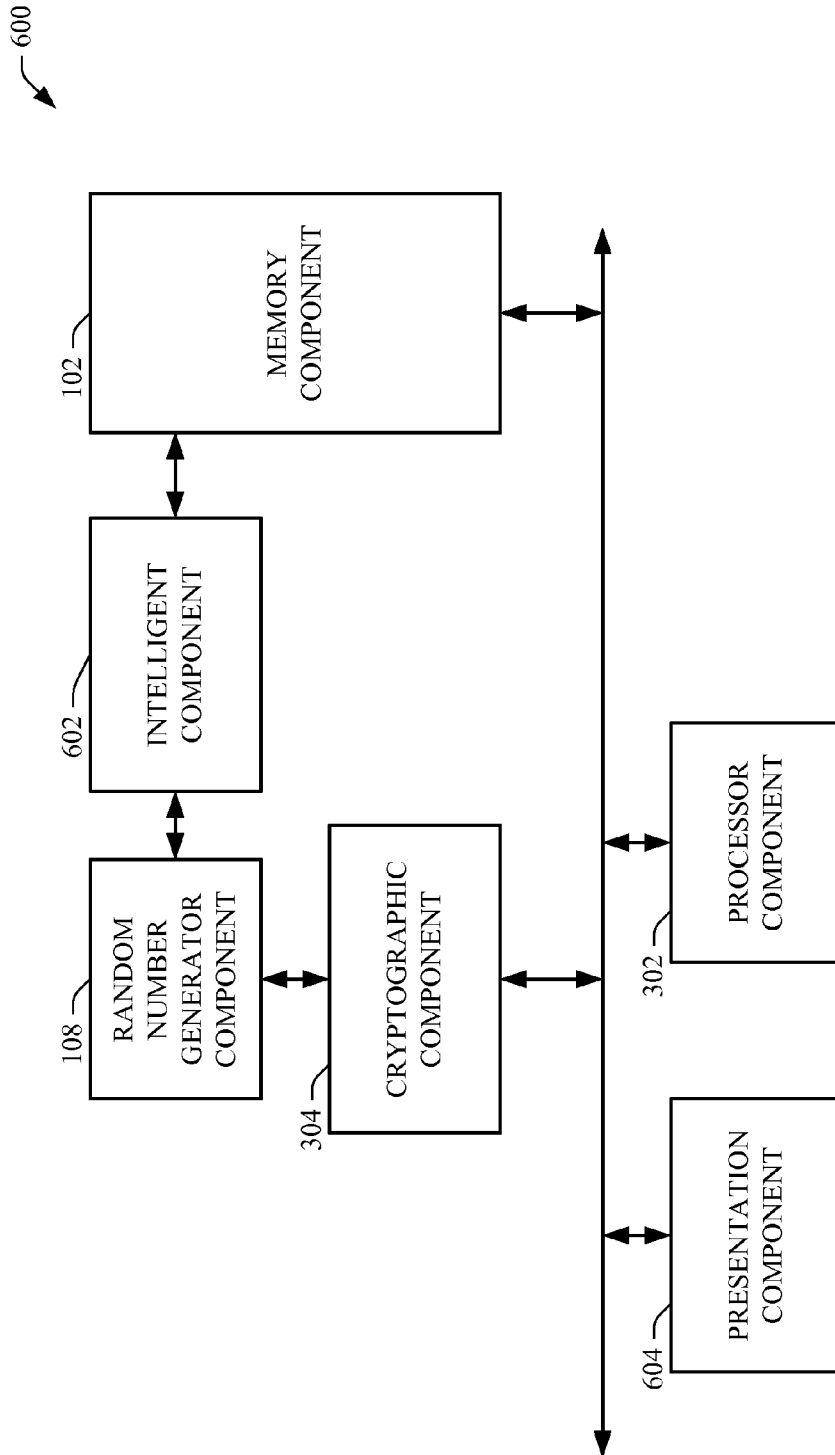 600
102
MEMORY
COMPONENT
602
INTELLIGENT
COMPONENT
108
RANDOM
NUMBER
GENERATOR
COMPONENT
304
CRYPTOGRAPHIC
COMPONENT
604
PRESENTATION
COMPONENT
302
PROCESSOR
COMPONENT